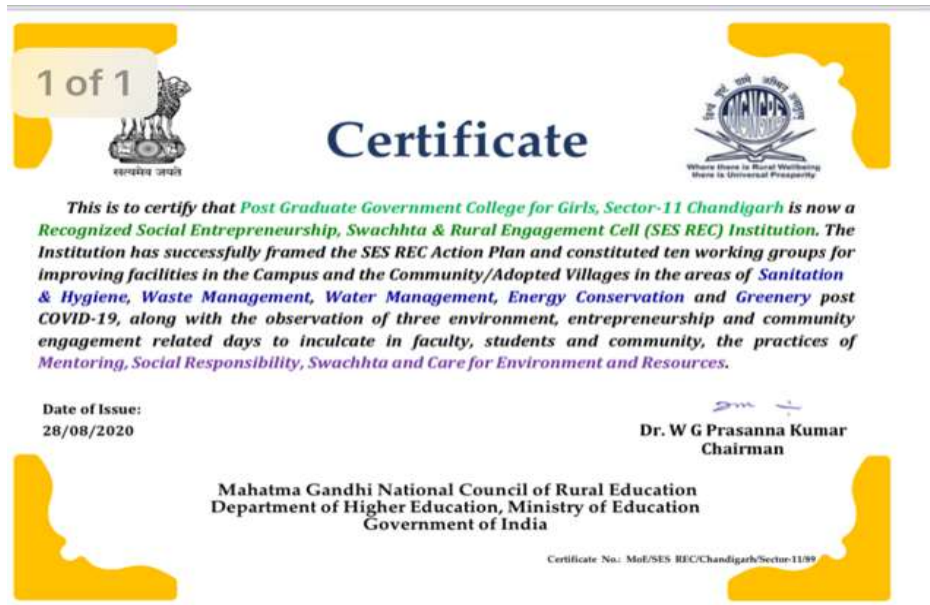 1 of 1
सत्यमेव जयते
Certificate
MGNCRE
Where there is Rural Wellbeing
there is Universal Prosperity
This is to certify that Post Graduate Government College for Girls, Sector-11 Chandigarh is now a
Recognized Social Entrepreneurship, Swachhta & Rural Engagement Cell (SES REC) Institution. The
Institution has successfully framed the SES REC Action Plan and constituted ten working groups for
improving facilities in the Campus and the Community/Adopted Villages in the areas of Sanitation
& Hygiene, Waste Management, Water Management, Energy Conservation and Greenery post
COVID-19, along with the observation of three environment, entrepreneurship and community
engagement related days to inculcate in faculty, students and community, the practices of
Mentoring, Social Responsibility, Swachhta and Care for Environment and Resources.
Date of Issue:
28/08/2020
Dr. W G Prasanna Kumar
Chairman
Mahatma Gandhi National Council of Rural Education
Department of Higher Education, Ministry of Education
Government of India
Certificate No.: MoE/SES REC/Chandigarh/Sector-11/99